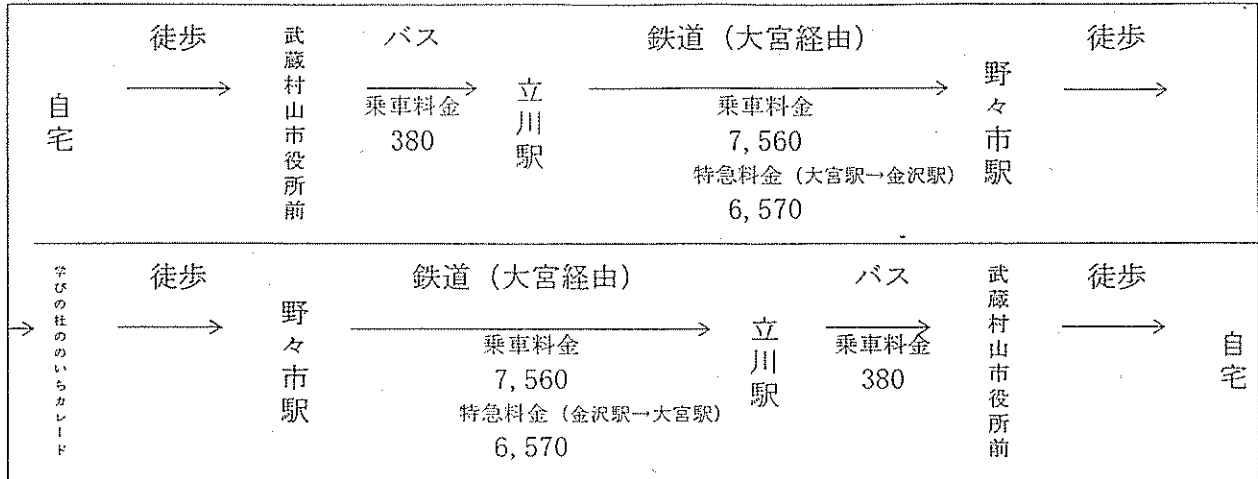 徒歩
バス
鉄道（大宮経由）
徒歩
自宅
武蔵村山市役所前
乗車料金
380
立川駅
乗車料金
7,560
特急料金（大宮駅→金沢駅）
6,570
野々市駅
学びの杜ののいちカレード
徒歩
野々市駅
鉄道（大宮経由）
乗車料金
7,560
特急料金（金沢駅→大宮駅）
6,570
立川駅
バス
乗車料金
380
武蔵村山市役所前
徒歩
自宅